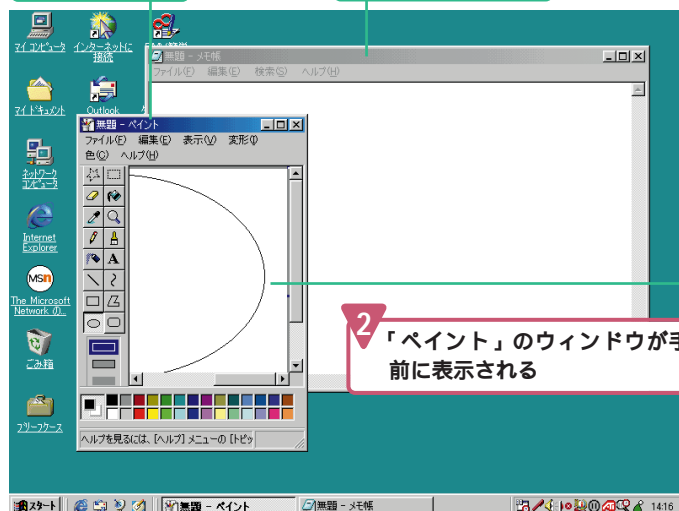 マイ コンピュータ
インターネットに
接続
無題 - メモ帳
ファイル(F) 編集(E) 検索(S) ヘルプ(H)
マイ ドキュメント
Outlook
無題 - ペイント
ファイル(F) 編集(E) 表示(V) 変形(I)
色(C) ヘルプ(H)
ネットワーク
コンピュータ
Internet
Explorer
A
msn
The Microsoft
Network の...
ごみ箱
2
「ペイント」のウィンドウが手
前に表示される
ブリーフケース
ヘルプを見るには、[ヘルプ] メニューの [トピッ
スタート
無題 - ペイント
無題 - メモ帳
14:16